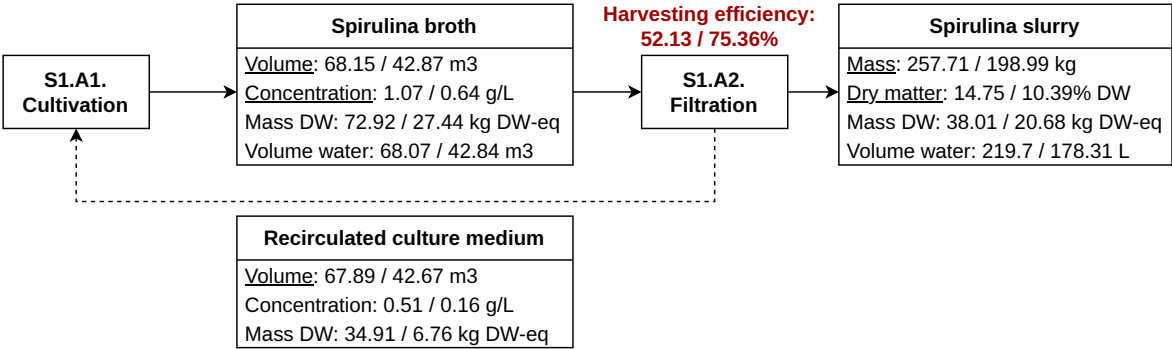 S1.A1.
Cultivation
Spirulina broth
Volume: 68.15 / 42.87 m3
Concentration: 1.07 / 0.64 g/L
Mass DW: 72.92 / 27.44 kg DW-eq
Volume water: 68.07 / 42.84 m3
Harvesting efficiency:
52.13 / 75.36%
S1.A2.
Filtration
Spirulina slurry
Mass: 257.71 / 198.99 kg
Dry matter: 14.75 / 10.39% DW
Mass DW: 38.01 / 20.68 kg DW-eq
Volume water: 219.7 / 178.31 L
Recirculated culture medium
Volume: 67.89 / 42.67 m3
Concentration: 0.51 / 0.16 g/L
Mass DW: 34.91 / 6.76 kg DW-eq